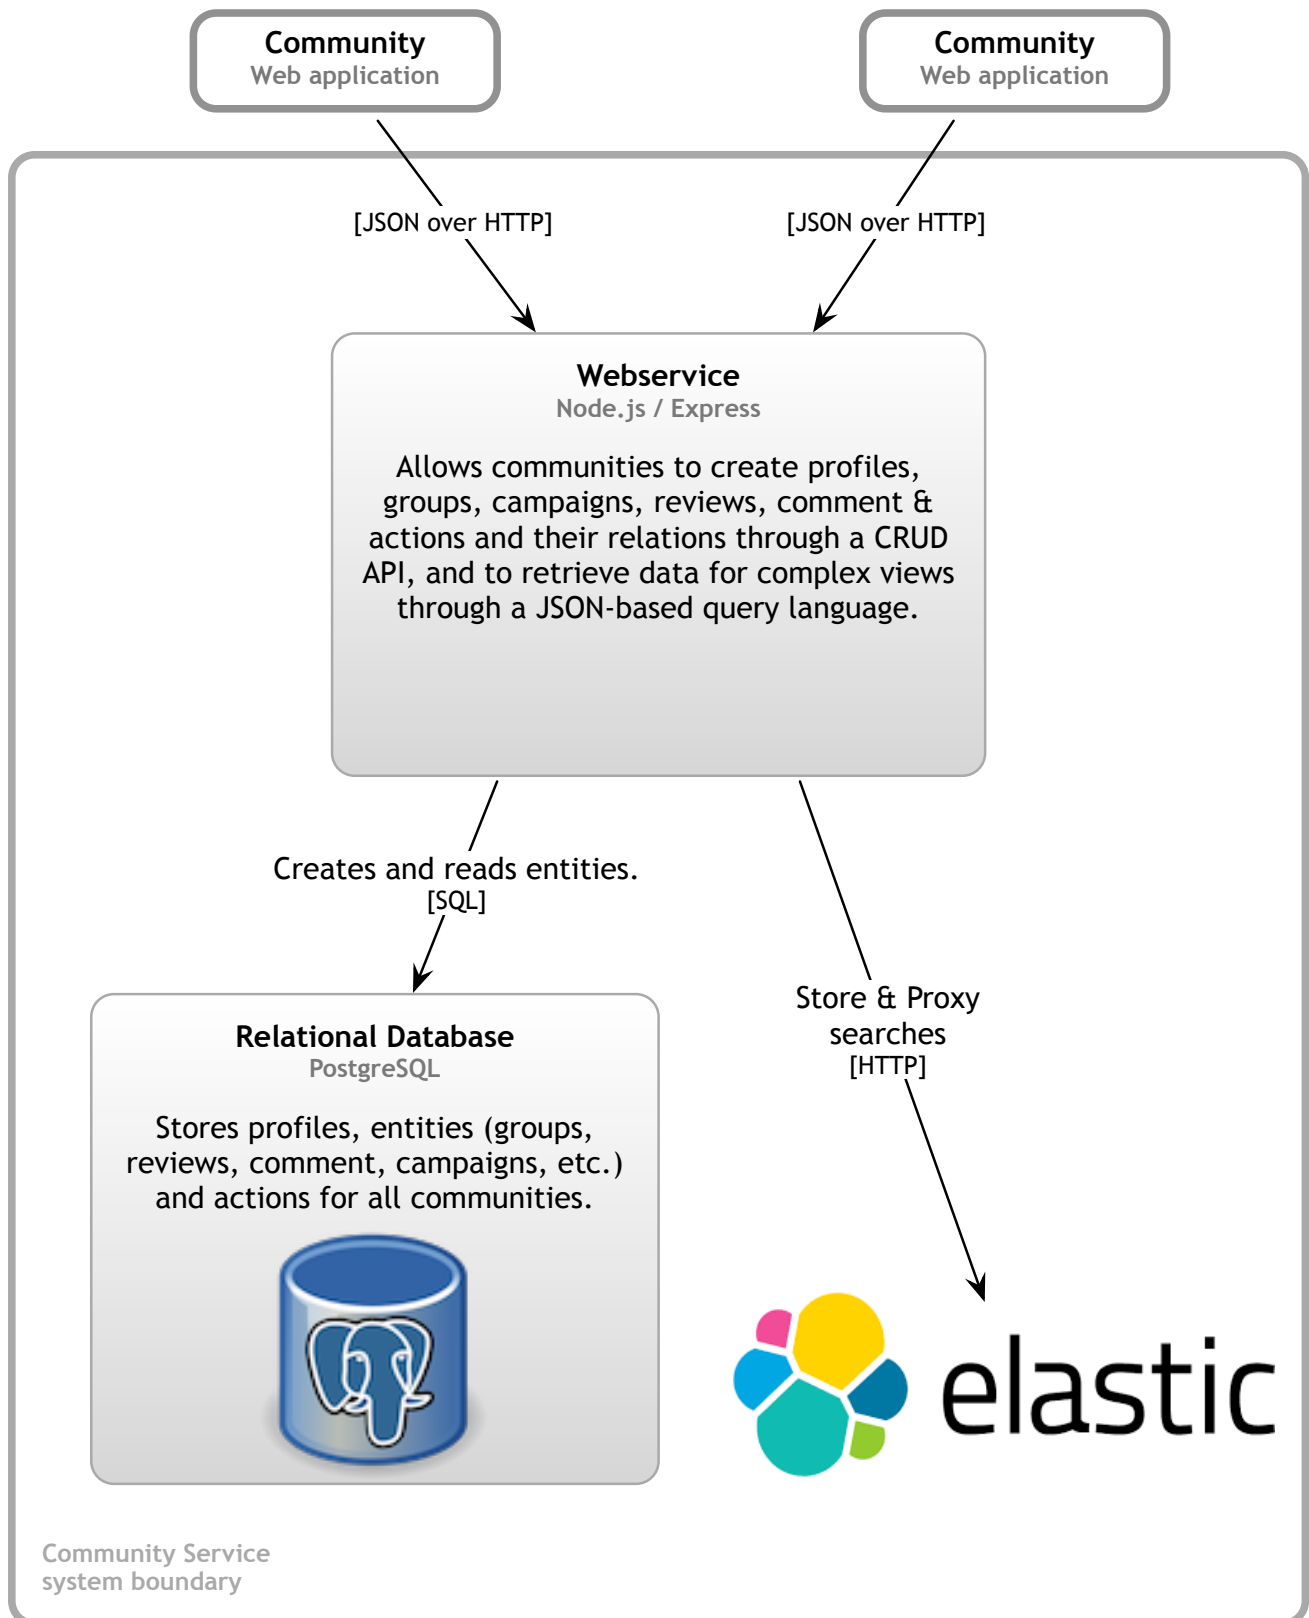 Community
Web application
Community
Web application
[JSON over HTTP]
[JSON over HTTP]
Webservice
Node.js / Express
Allows communities to create profiles,
groups, campaigns, reviews, comment &
actions and their relations through a CRUD
API, and to retrieve data for complex views
through a JSON-based query language.
Creates and reads entities.
[SQL]
Store & Proxy
searches
[HTTP]
Relational Database
PostgreSQL
Stores profiles, entities (groups,
reviews, comment, campaigns, etc.)
and actions for all communities.
elastic
Community Service
system boundary